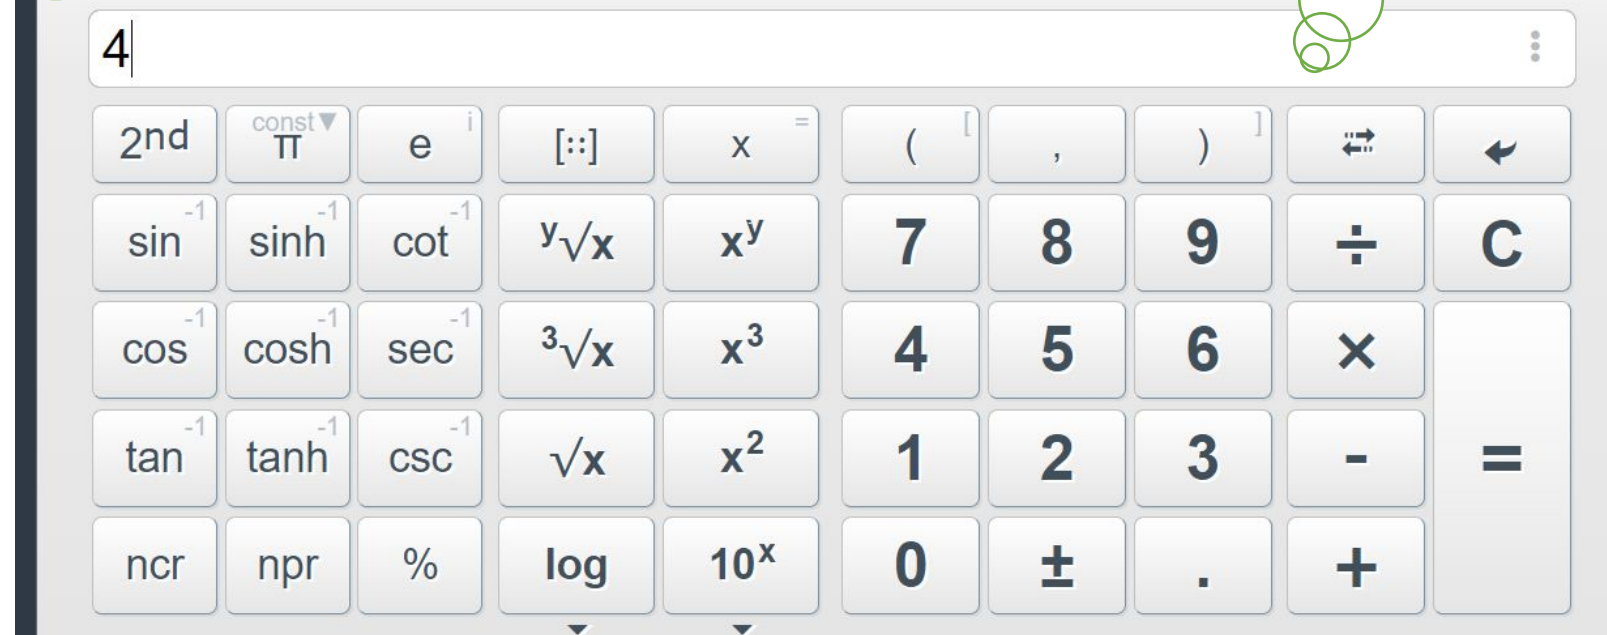 4
2nd const▼ π e i [::] x = ( [ , ) ]
sin -1 sinh -1 cot -1 y√x xy 7 8 9 ÷ C
cos -1 cosh -1 sec -1 3√x x3 4 5 6 ×
tan -1 tanh -1 csc -1 √x x2 1 2 3 - =
ncr npr % log 10x 0 ± . +